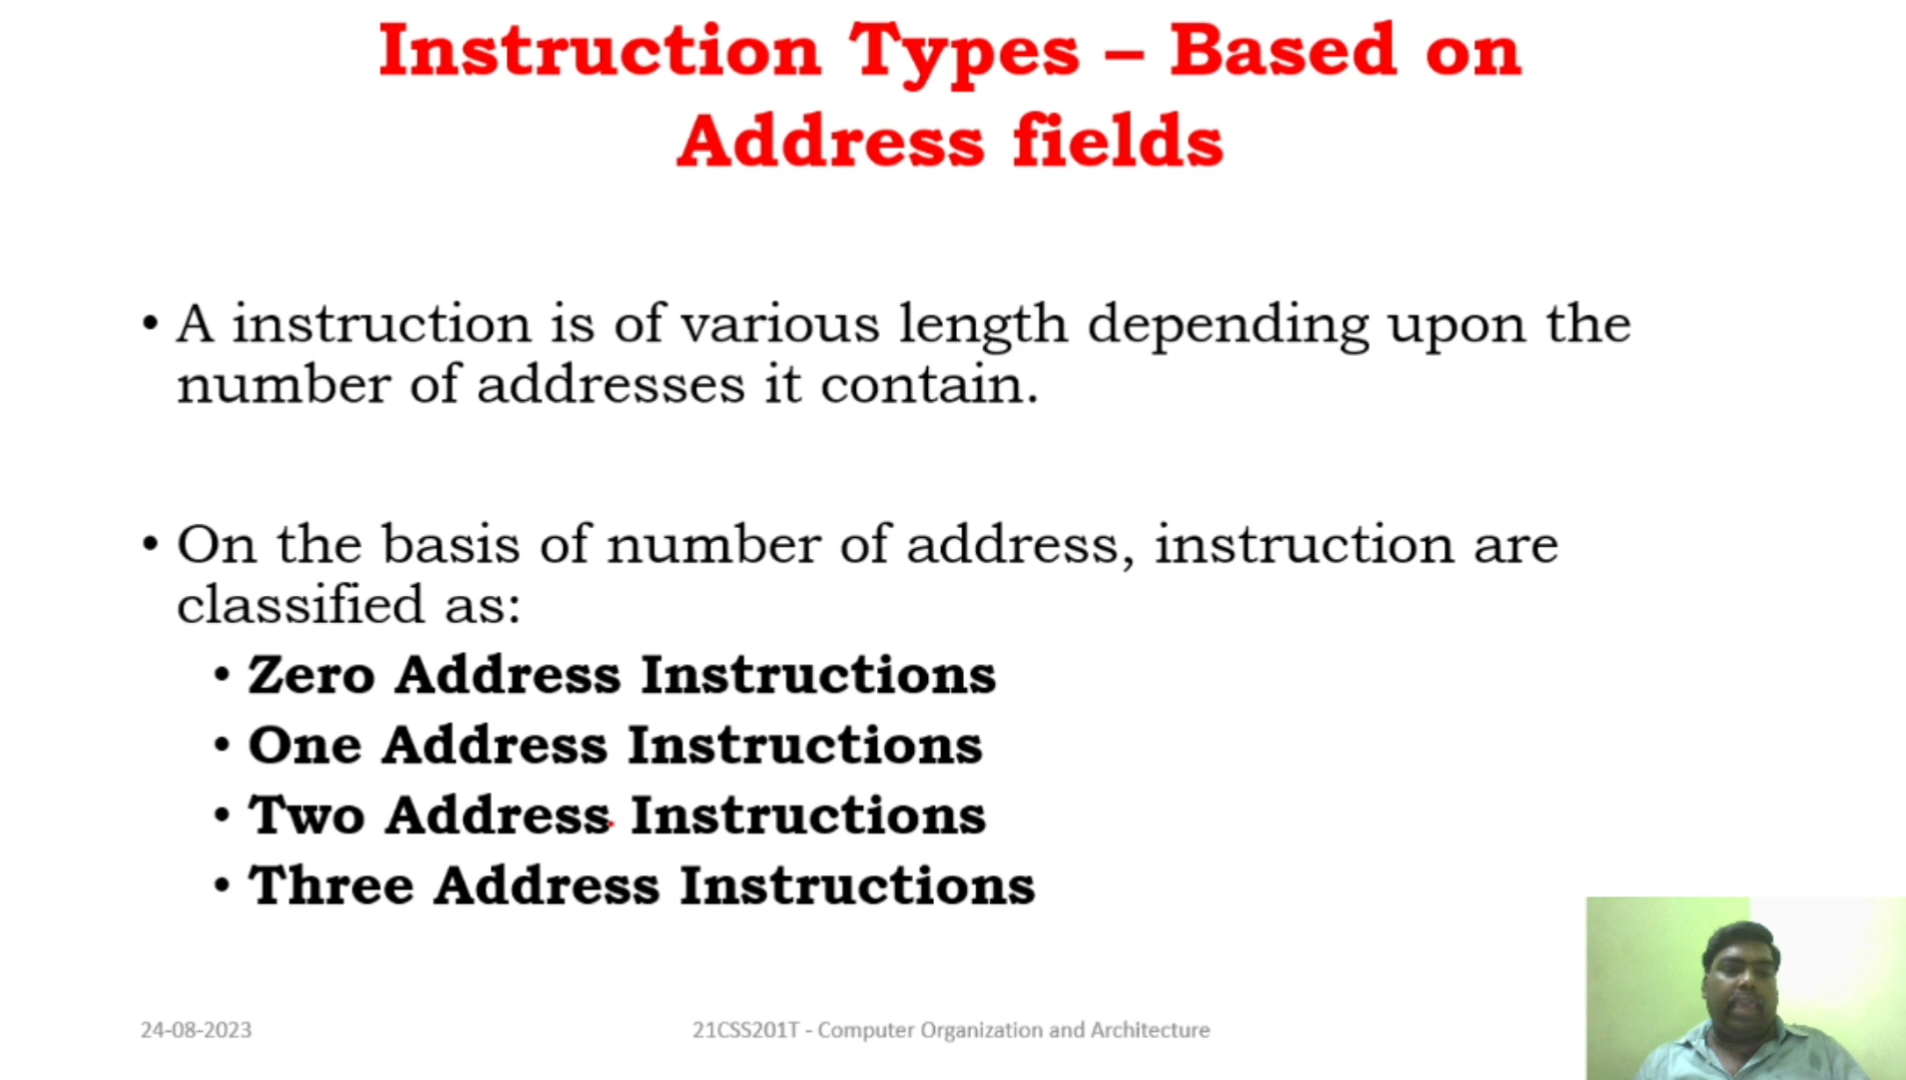 Instruction Types – Based on
Address fields
• A instruction is of various length depending upon the
number of addresses it contain.
• On the basis of number of address, instruction are
classified as:
• Zero Address Instructions
• One Address Instructions
• Two Address Instructions
• Three Address Instructions
24-08-2023
21CSS201T - Computer Organization and Architecture